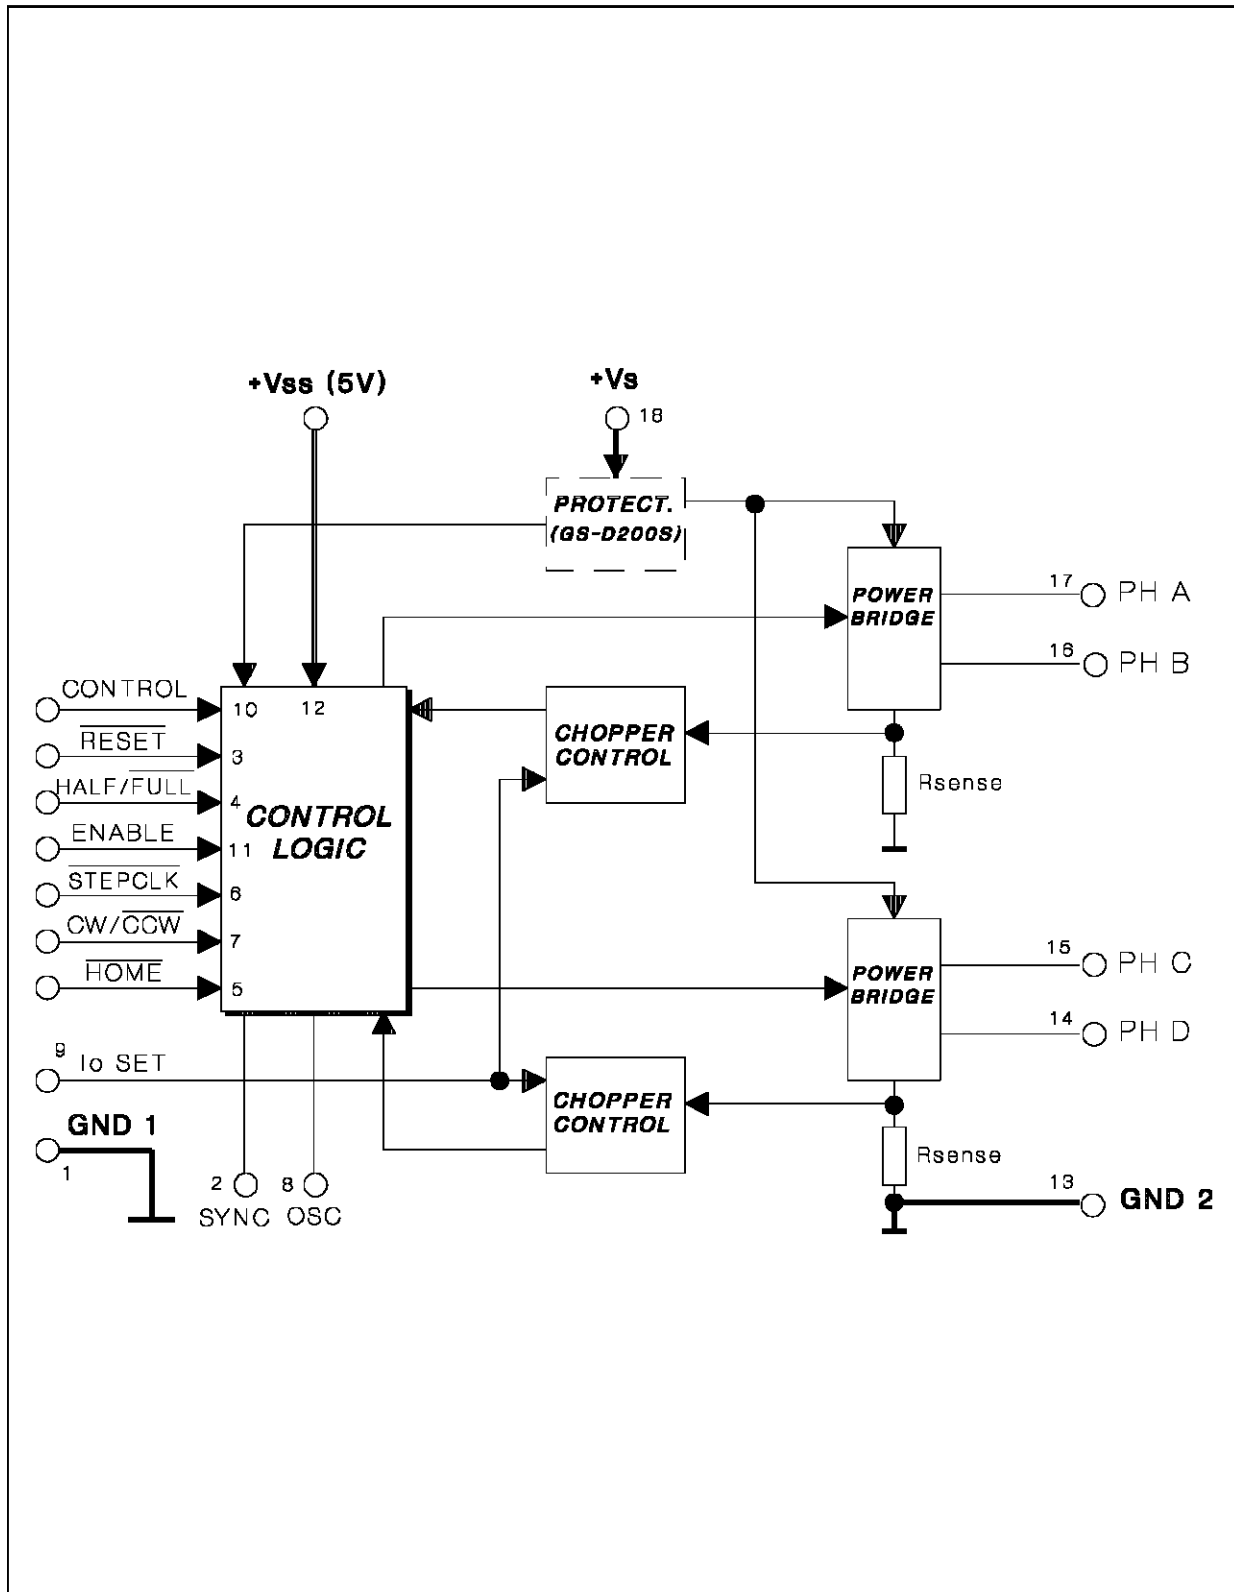 +Vss (5V)
+Vs
18
PROTECT.
(GS-D200S)
POWER
BRIDGE
17
PH A
16
PH B
CONTROL
10
12
RESET
3
HALF/FULL
4
ENABLE
11
STEPCLK
6
CW/CCW
7
HOME
5
CONTROL
LOGIC
CHOPPER
CONTROL
Rsense
POWER
BRIDGE
15
PH C
14
PH D
9
Io SET
CHOPPER
CONTROL
Rsense
GND 1
1
2
SYNC
8
OSC
13
GND 2